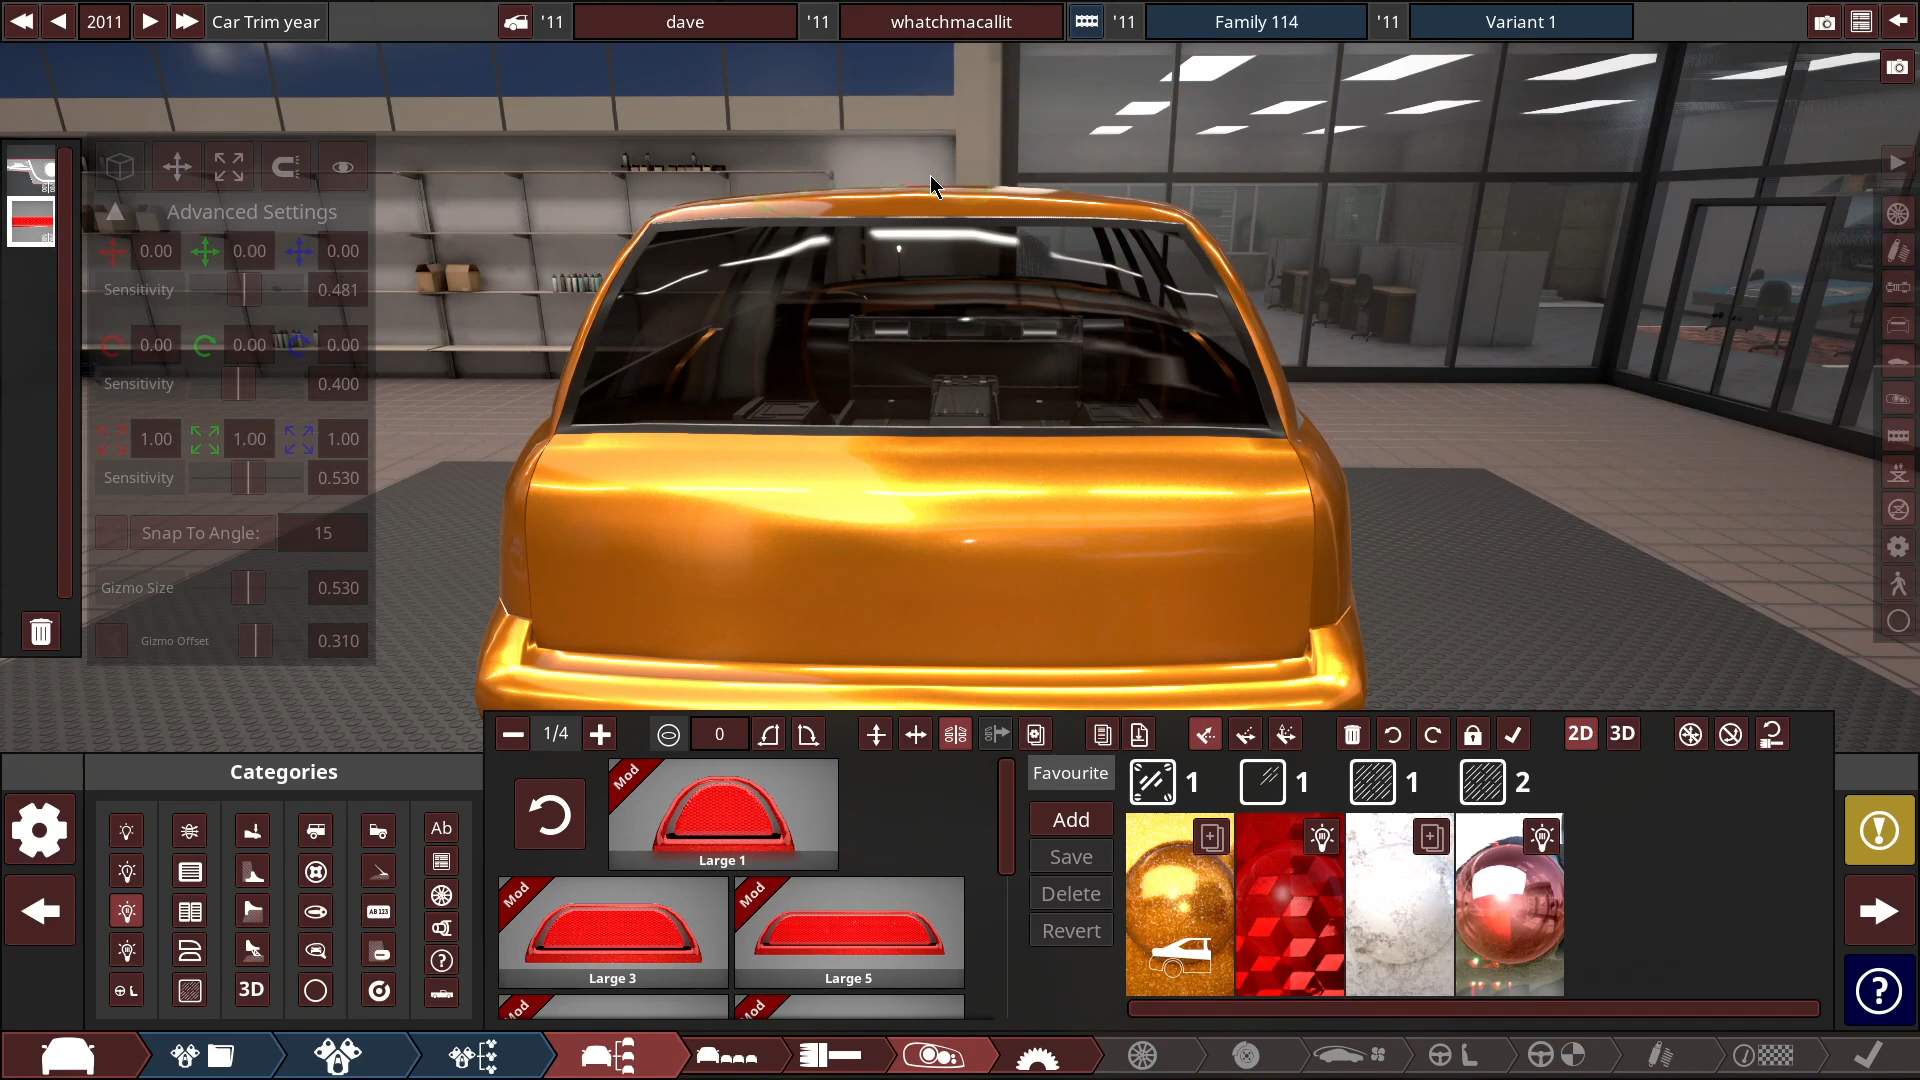 2011 Car Trim year '11 dave '11 whatchmacallit '11 Family 114 '11 Variant 1
Advanced Settings
0.00 0.00 0.00
Sensitivity 0.481
0.00 0.00 0.00
Sensitivity 0.400
1.00 1.00 1.00
Sensitivity 0.530
Snap To Angle: 15
Gizmo Size 0.530
Gizmo Offset 0.310
1/4 0 2D 3D
Categories
Ab
AB 123
L
3D
Mod
Large 1
Mod
Large 3
Mod
Large 5
Mod
Mod
Favourite
Add
Save
Delete
Revert
1 1 1 2